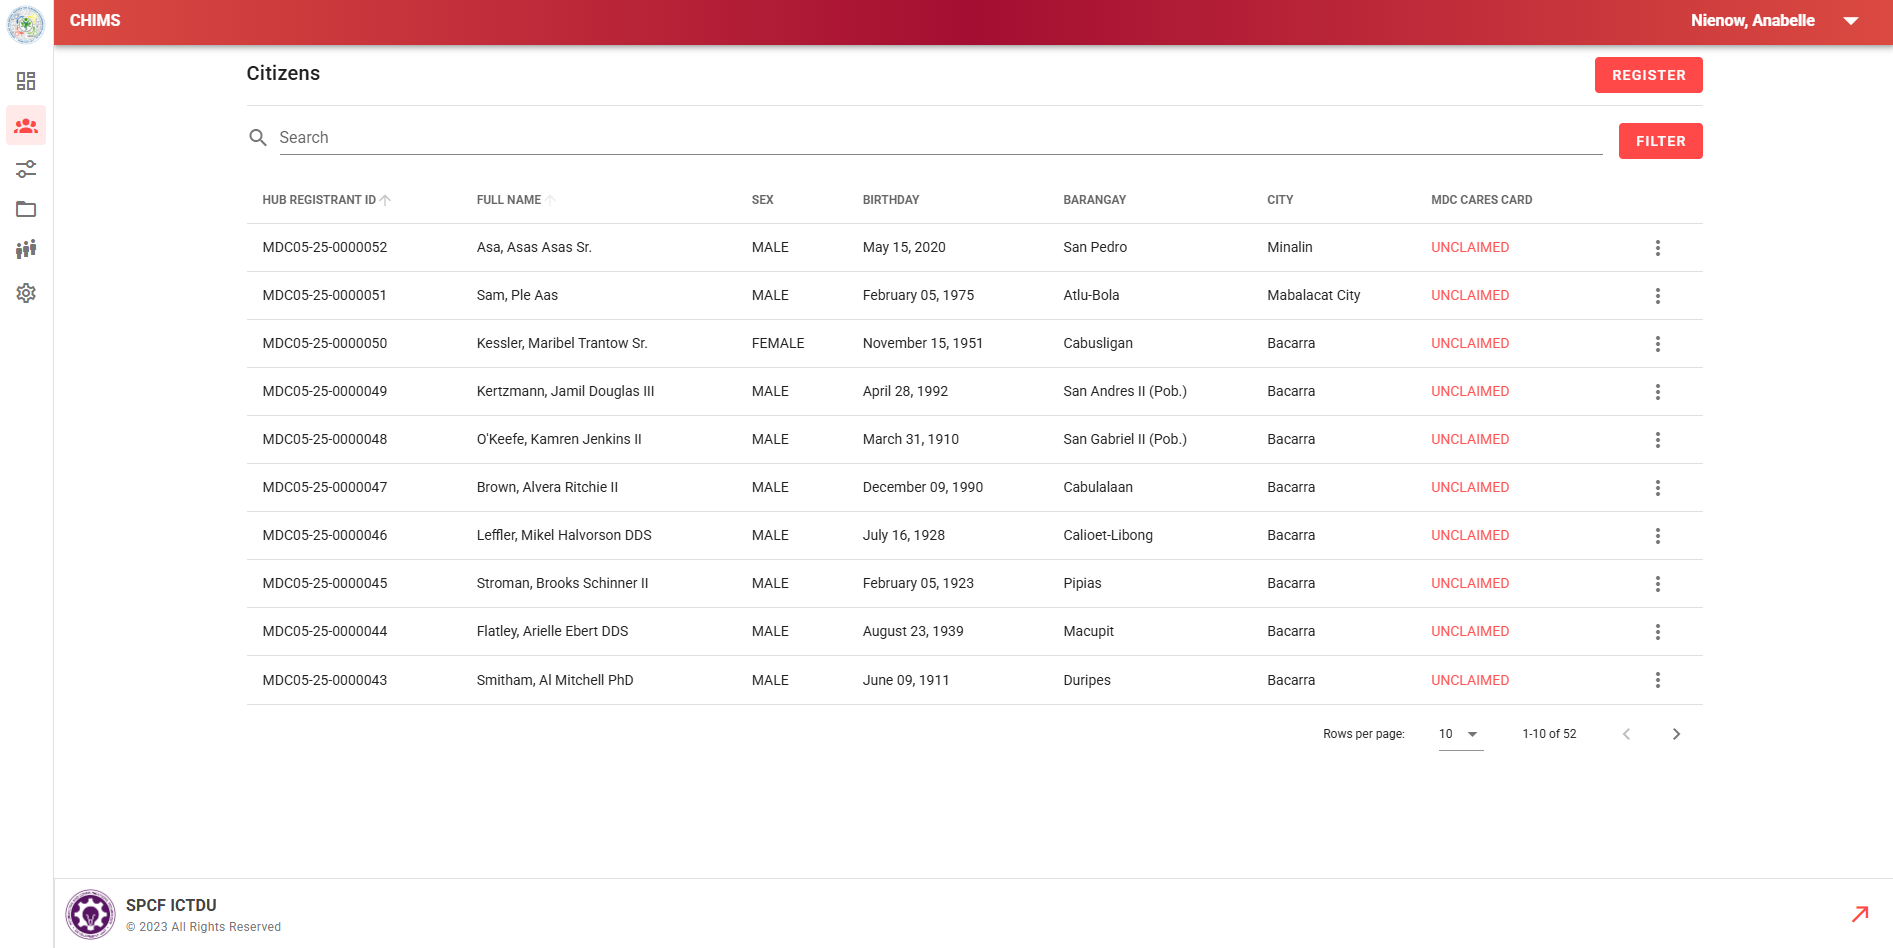 CHIMS
Nienow, Anabelle
Citizens
REGISTER
Search
FILTER
HUB REGISTRANT ID FULL NAME SEX BIRTHDAY BARANGAY CITY MDC CARES CARD
MDC05-25-0000052 Asa, Asas Asas Sr. MALE May 15, 2020 San Pedro Minalin UNCLAIMED
MDC05-25-0000051 Sam, Ple Aas MALE February 05, 1975 Atlu-Bola Mabalacat City UNCLAIMED
MDC05-25-0000050 Kessler, Maribel Trantow Sr. FEMALE November 15, 1951 Cabusligan Bacarra UNCLAIMED
MDC05-25-0000049 Kertzmann, Jamil Douglas III MALE April 28, 1992 San Andres II (Pob.) Bacarra UNCLAIMED
MDC05-25-0000048 O'Keefe, Kamren Jenkins II MALE March 31, 1910 San Gabriel II (Pob.) Bacarra UNCLAIMED
MDC05-25-0000047 Brown, Alvera Ritchie II MALE December 09, 1990 Cabulalaan Bacarra UNCLAIMED
MDC05-25-0000046 Leffler, Mikel Halvorson DDS MALE July 16, 1928 Calioet-Libong Bacarra UNCLAIMED
MDC05-25-0000045 Stroman, Brooks Schinner II MALE February 05, 1923 Pipias Bacarra UNCLAIMED
MDC05-25-0000044 Flatley, Arielle Ebert DDS MALE August 23, 1939 Macupit Bacarra UNCLAIMED
MDC05-25-0000043 Smitham, Al Mitchell PhD MALE June 09, 1911 Duripes Bacarra UNCLAIMED
Rows per page: 10 1-10 of 52
SPCF ICTDU
© 2023 All Rights Reserved